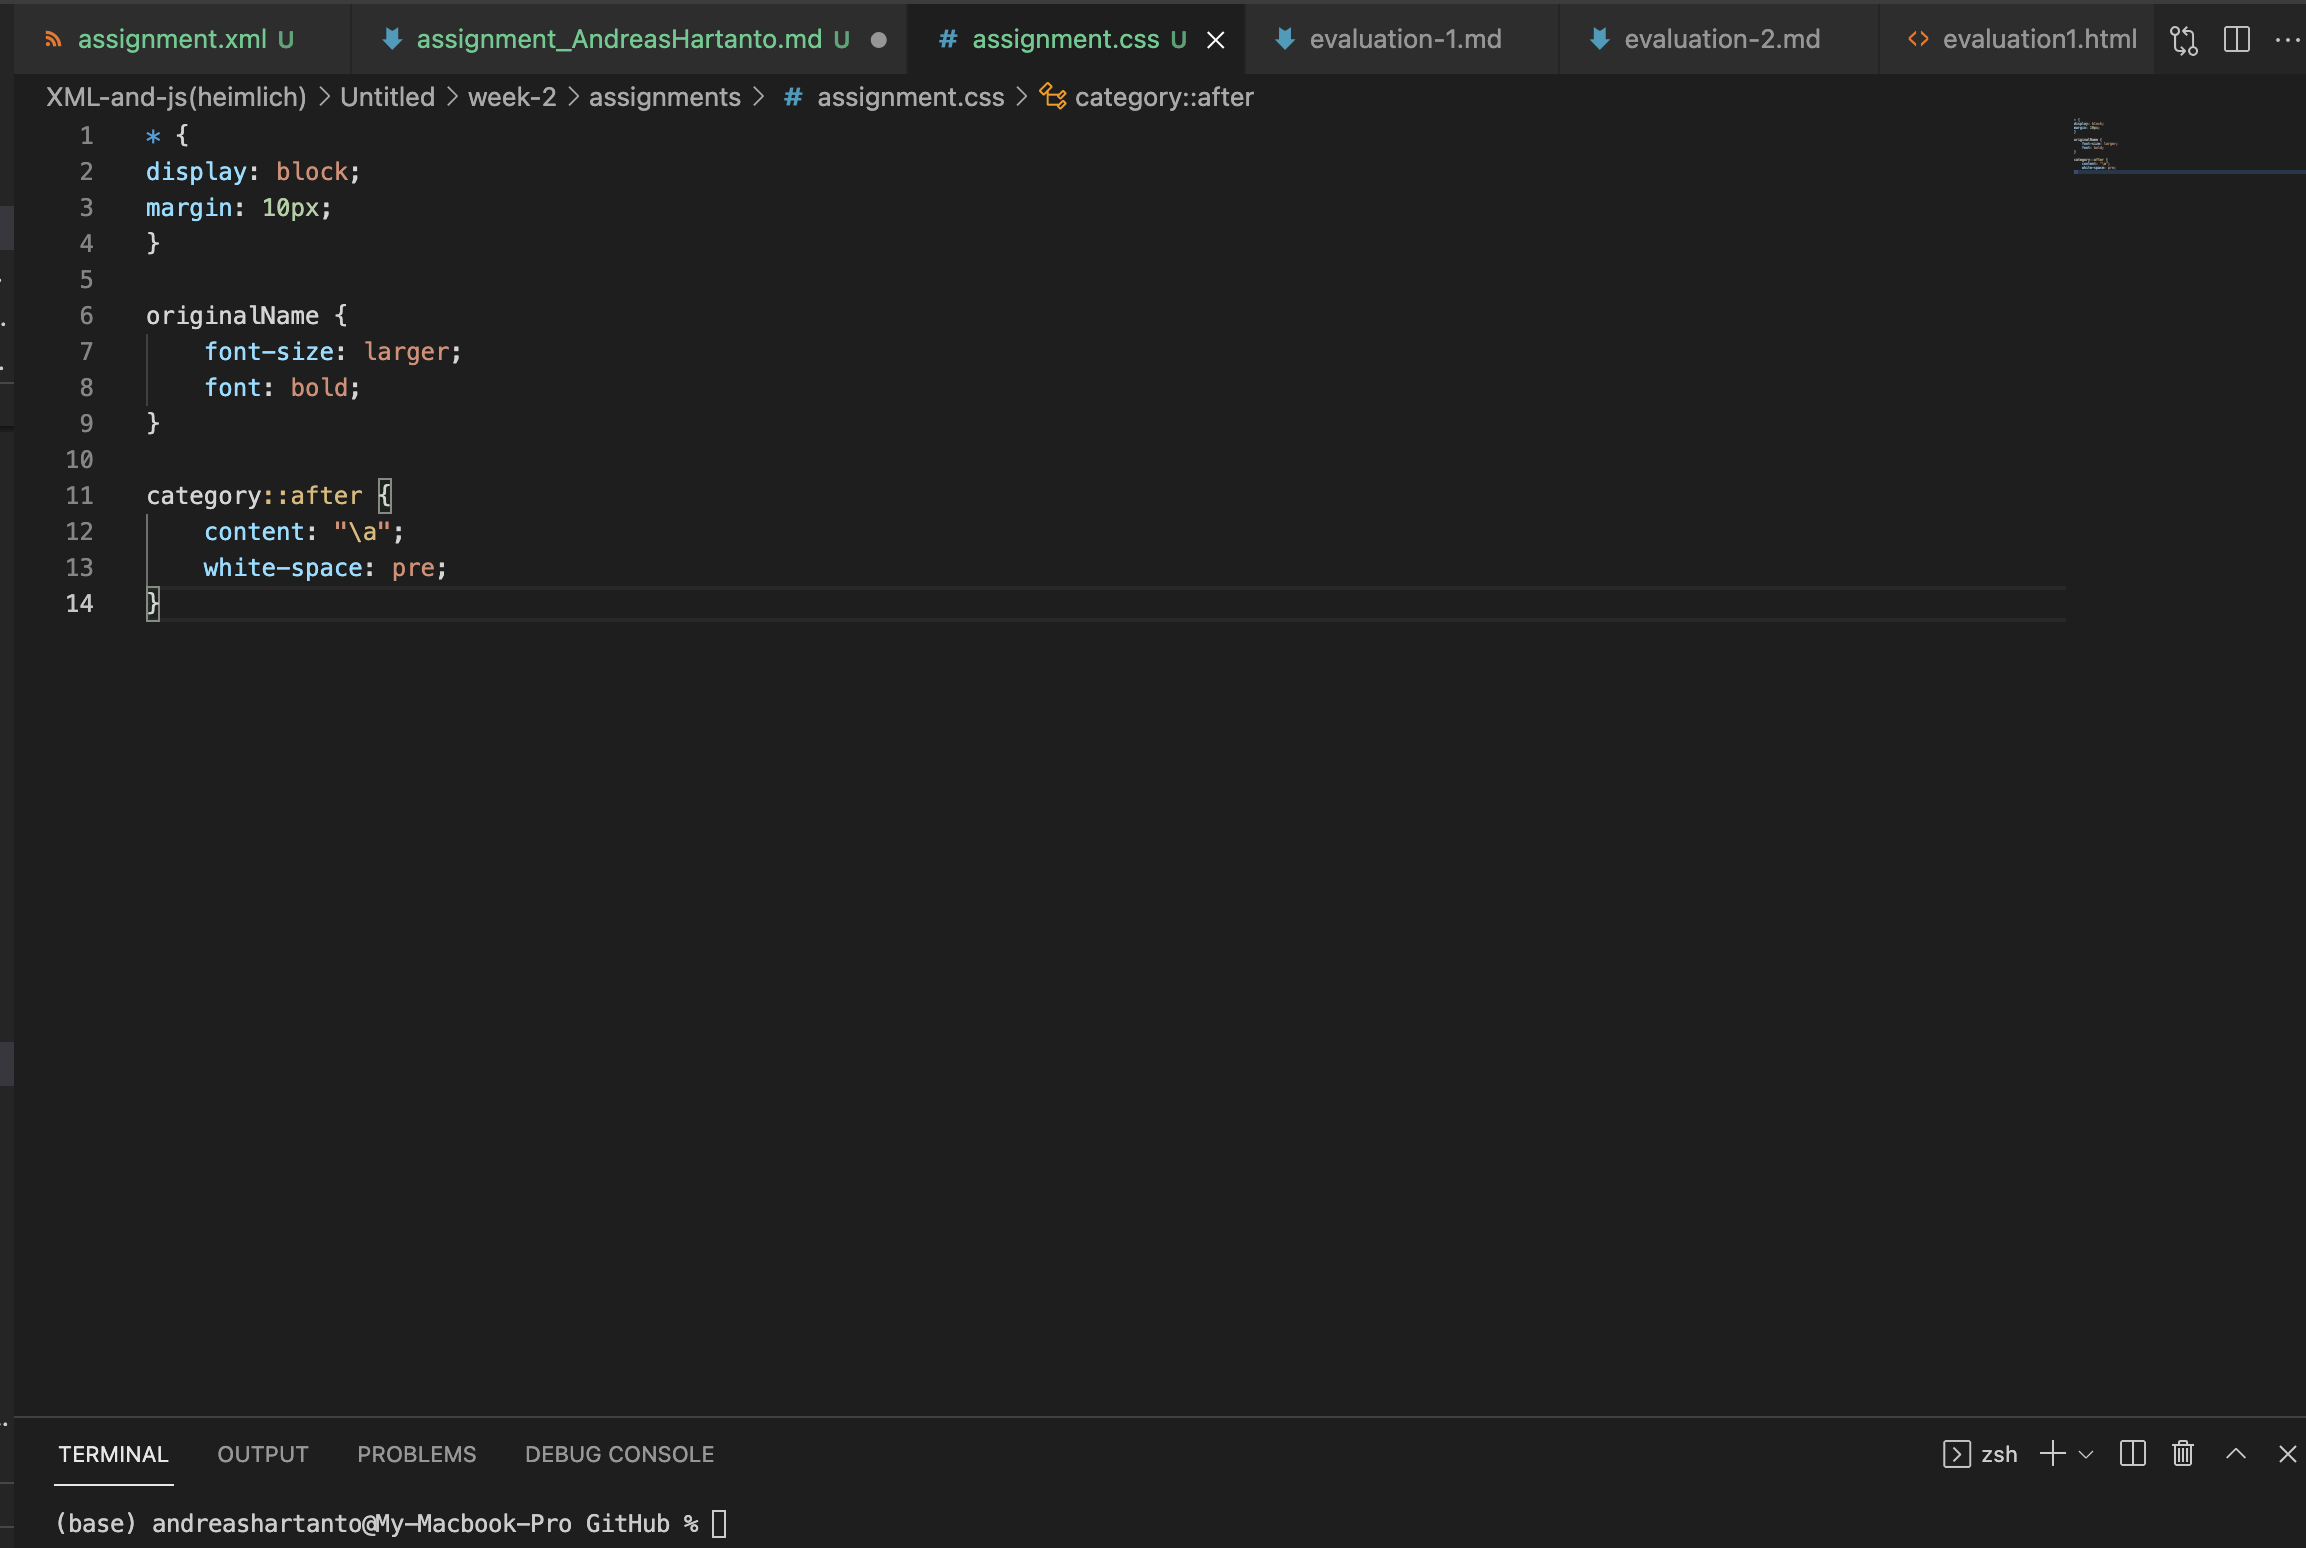 assignment.xml U assignment_AndreasHartanto.md U assignment.css U evaluation-1.md evaluation-2.md evaluation1.html
XML-and-js(heimlich) > Untitled > week-2 > assignments > # assignment.css > category::after
1 * {
2 display: block;
3 margin: 10px;
4 }
5
6 originalName {
7 font-size: larger;
8 font: bold;
9 }
10
11 category::after {
12 content: "\a";
13 white-space: pre;
14 }
TERMINAL OUTPUT PROBLEMS DEBUG CONSOLE zsh
(base) andreashartanto@My-Macbook-Pro GitHub %